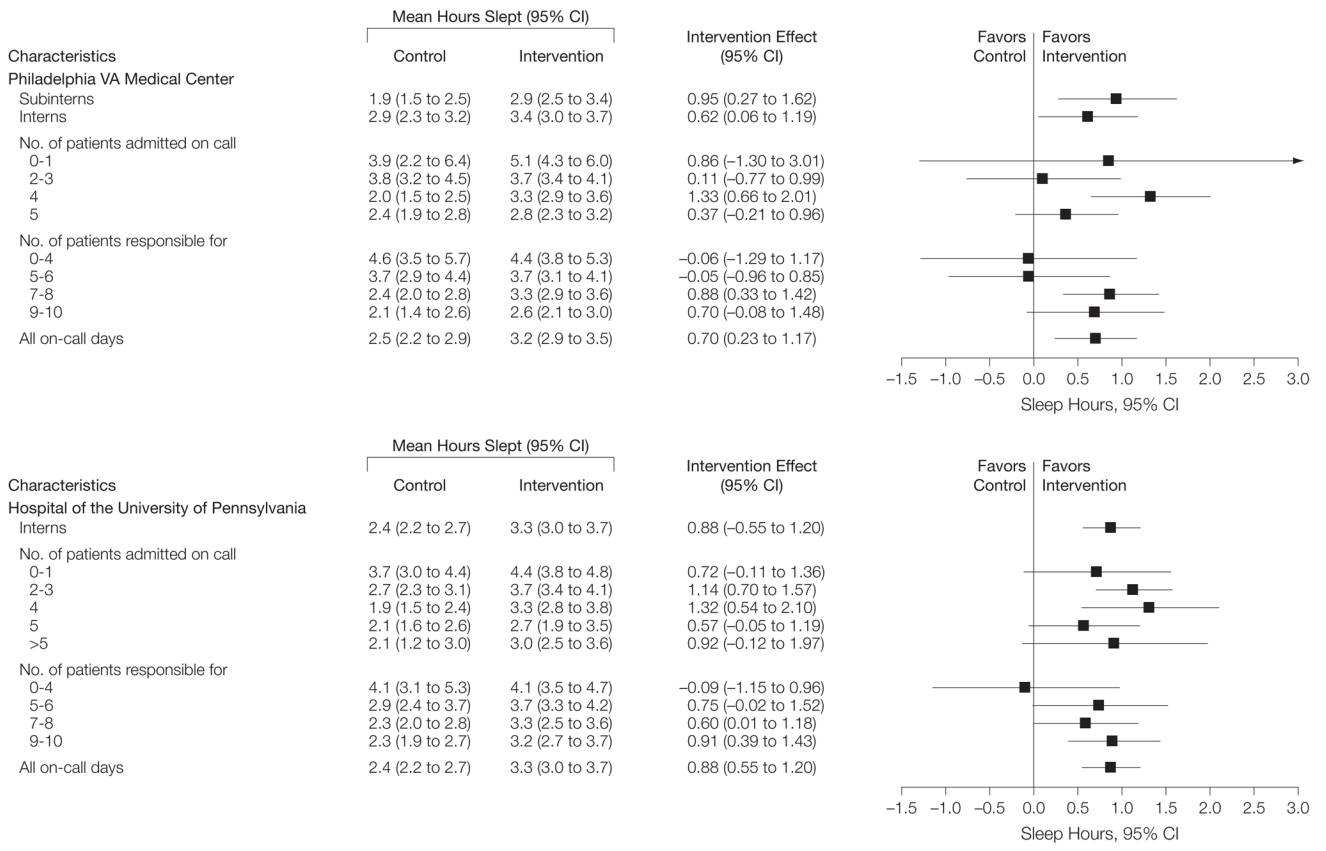 Mean Hours Slept (95% CI)
Characteristics Control Intervention Intervention Effect (95% CI) Favors Control Favors Intervention
Philadelphia VA Medical Center
Subinterns 1.9 (1.5 to 2.5) 2.9 (2.5 to 3.4) 0.95 (0.27 to 1.62)
Interns 2.9 (2.3 to 3.2) 3.4 (3.0 to 3.7) 0.62 (0.06 to 1.19)
No. of patients admitted on call
0-1 3.9 (2.2 to 6.4) 5.1 (4.3 to 6.0) 0.86 (–1.30 to 3.01)
2-3 3.8 (3.2 to 4.5) 3.7 (3.4 to 4.1) 0.11 (–0.77 to 0.99)
4 2.0 (1.5 to 2.5) 3.3 (2.9 to 3.6) 1.33 (0.66 to 2.01)
5 2.4 (1.9 to 2.8) 2.8 (2.3 to 3.2) 0.37 (–0.21 to 0.96)
No. of patients responsible for
0-4 4.6 (3.5 to 5.7) 4.4 (3.8 to 5.3) –0.06 (–1.29 to 1.17)
5-6 3.7 (2.9 to 4.4) 3.7 (3.1 to 4.1) –0.05 (–0.96 to 0.85)
7-8 2.4 (2.0 to 2.8) 3.3 (2.9 to 3.6) 0.88 (0.33 to 1.42)
9-10 2.1 (1.4 to 2.6) 2.6 (2.1 to 3.0) 0.70 (–0.08 to 1.48)
All on-call days 2.5 (2.2 to 2.9) 3.2 (2.9 to 3.5) 0.70 (0.23 to 1.17)
–1.5 –1.0 –0.5 0.0 0.5 1.0 1.5 2.0 2.5 3.0
Sleep Hours, 95% CI
Mean Hours Slept (95% CI)
Characteristics Control Intervention Intervention Effect (95% CI) Favors Control Favors Intervention
Hospital of the University of Pennsylvania
Interns 2.4 (2.2 to 2.7) 3.3 (3.0 to 3.7) 0.88 (–0.55 to 1.20)
No. of patients admitted on call
0-1 3.7 (3.0 to 4.4) 4.4 (3.8 to 4.8) 0.72 (–0.11 to 1.36)
2-3 2.7 (2.3 to 3.1) 3.7 (3.4 to 4.1) 1.14 (0.70 to 1.57)
4 1.9 (1.5 to 2.4) 3.3 (2.8 to 3.8) 1.32 (0.54 to 2.10)
5 2.1 (1.6 to 2.6) 2.7 (1.9 to 3.5) 0.57 (–0.05 to 1.19)
>5 2.1 (1.2 to 3.0) 3.0 (2.5 to 3.6) 0.92 (–0.12 to 1.97)
No. of patients responsible for
0-4 4.1 (3.1 to 5.3) 4.1 (3.5 to 4.7) –0.09 (–1.15 to 0.96)
5-6 2.9 (2.4 to 3.7) 3.7 (3.3 to 4.2) 0.75 (–0.02 to 1.52)
7-8 2.3 (2.0 to 2.8) 3.3 (2.5 to 3.6) 0.60 (0.01 to 1.18)
9-10 2.3 (1.9 to 2.7) 3.2 (2.7 to 3.7) 0.91 (0.39 to 1.43)
All on-call days 2.4 (2.2 to 2.7) 3.3 (3.0 to 3.7) 0.88 (0.55 to 1.20)
–1.5 –1.0 –0.5 0.0 0.5 1.0 1.5 2.0 2.5 3.0
Sleep Hours, 95% CI